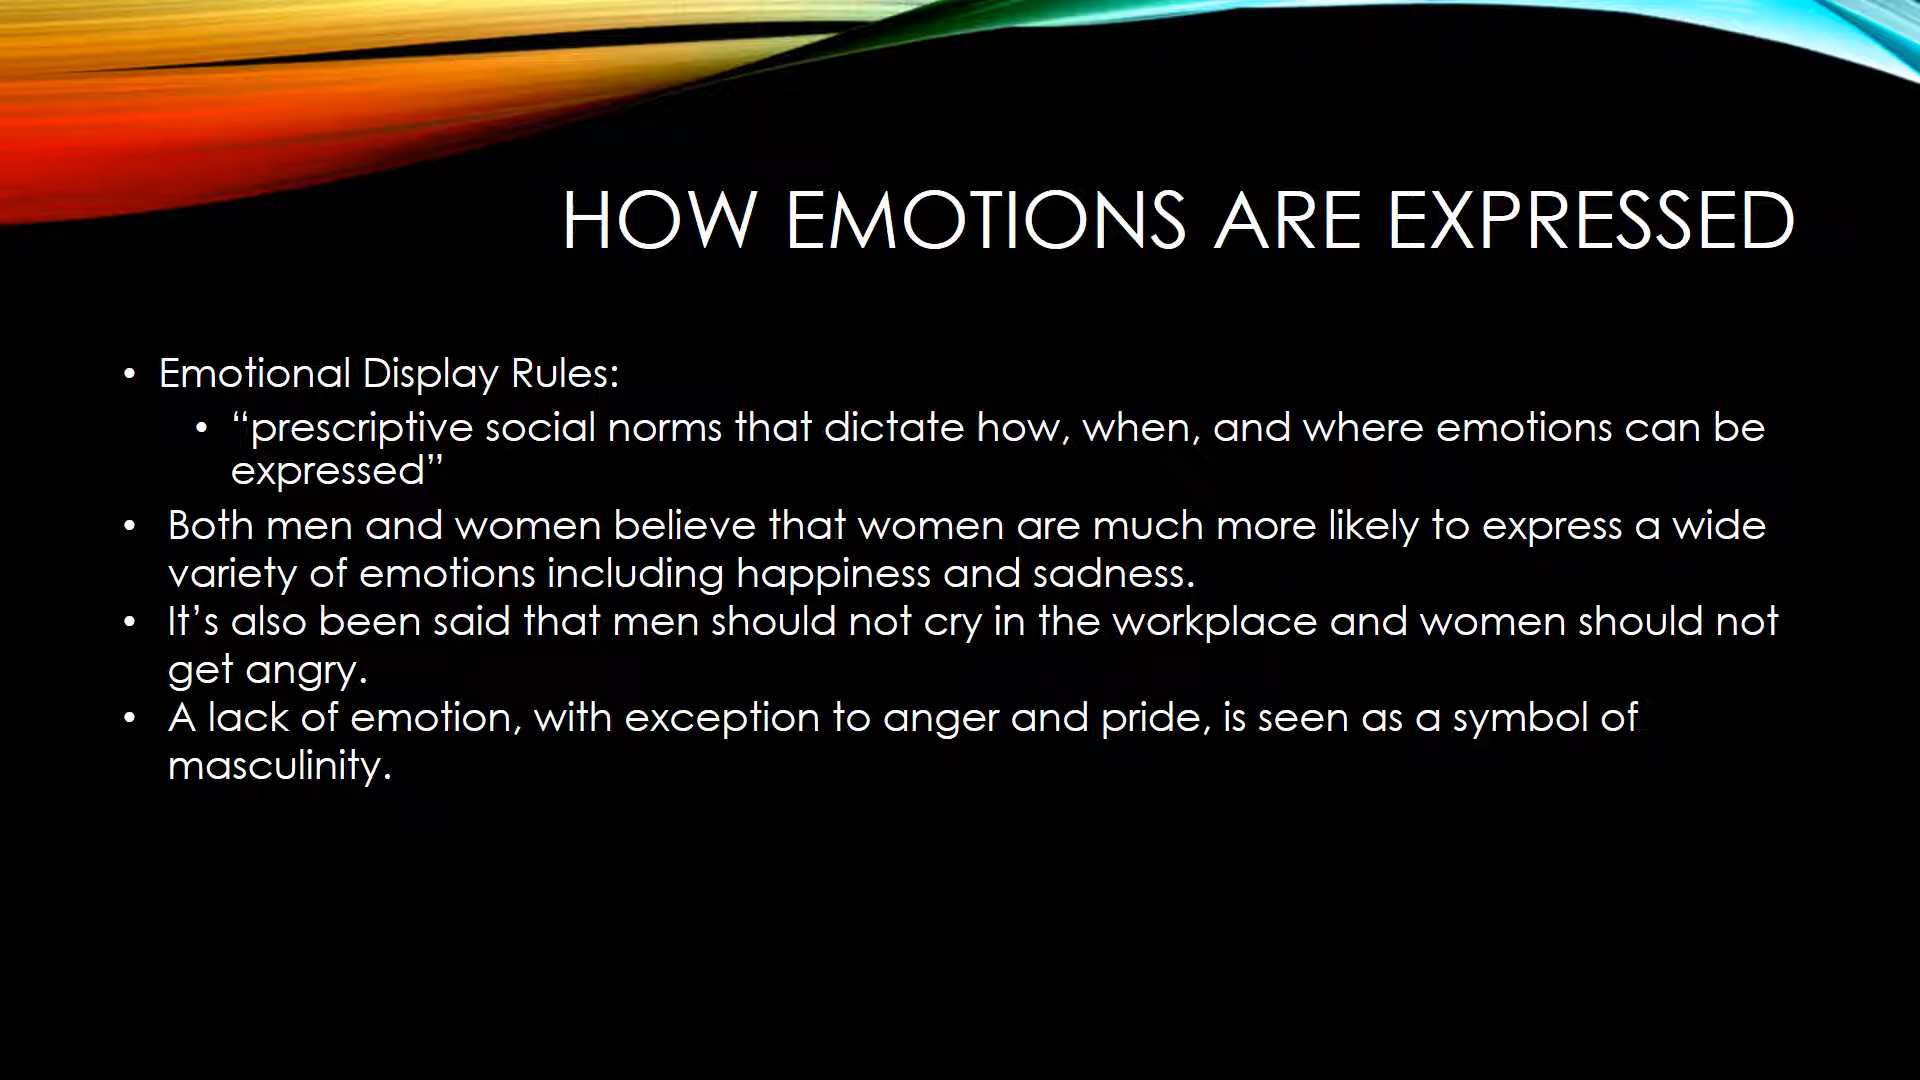 HOW EMOTIONS ARE EXPRESSED
• Emotional Display Rules:
• “prescriptive social norms that dictate how, when, and where emotions can be
expressed”
• Both men and women believe that women are much more likely to express a wide
variety of emotions including happiness and sadness.
• It’s also been said that men should not cry in the workplace and women should not
get angry.
• A lack of emotion, with exception to anger and pride, is seen as a symbol of
masculinity.